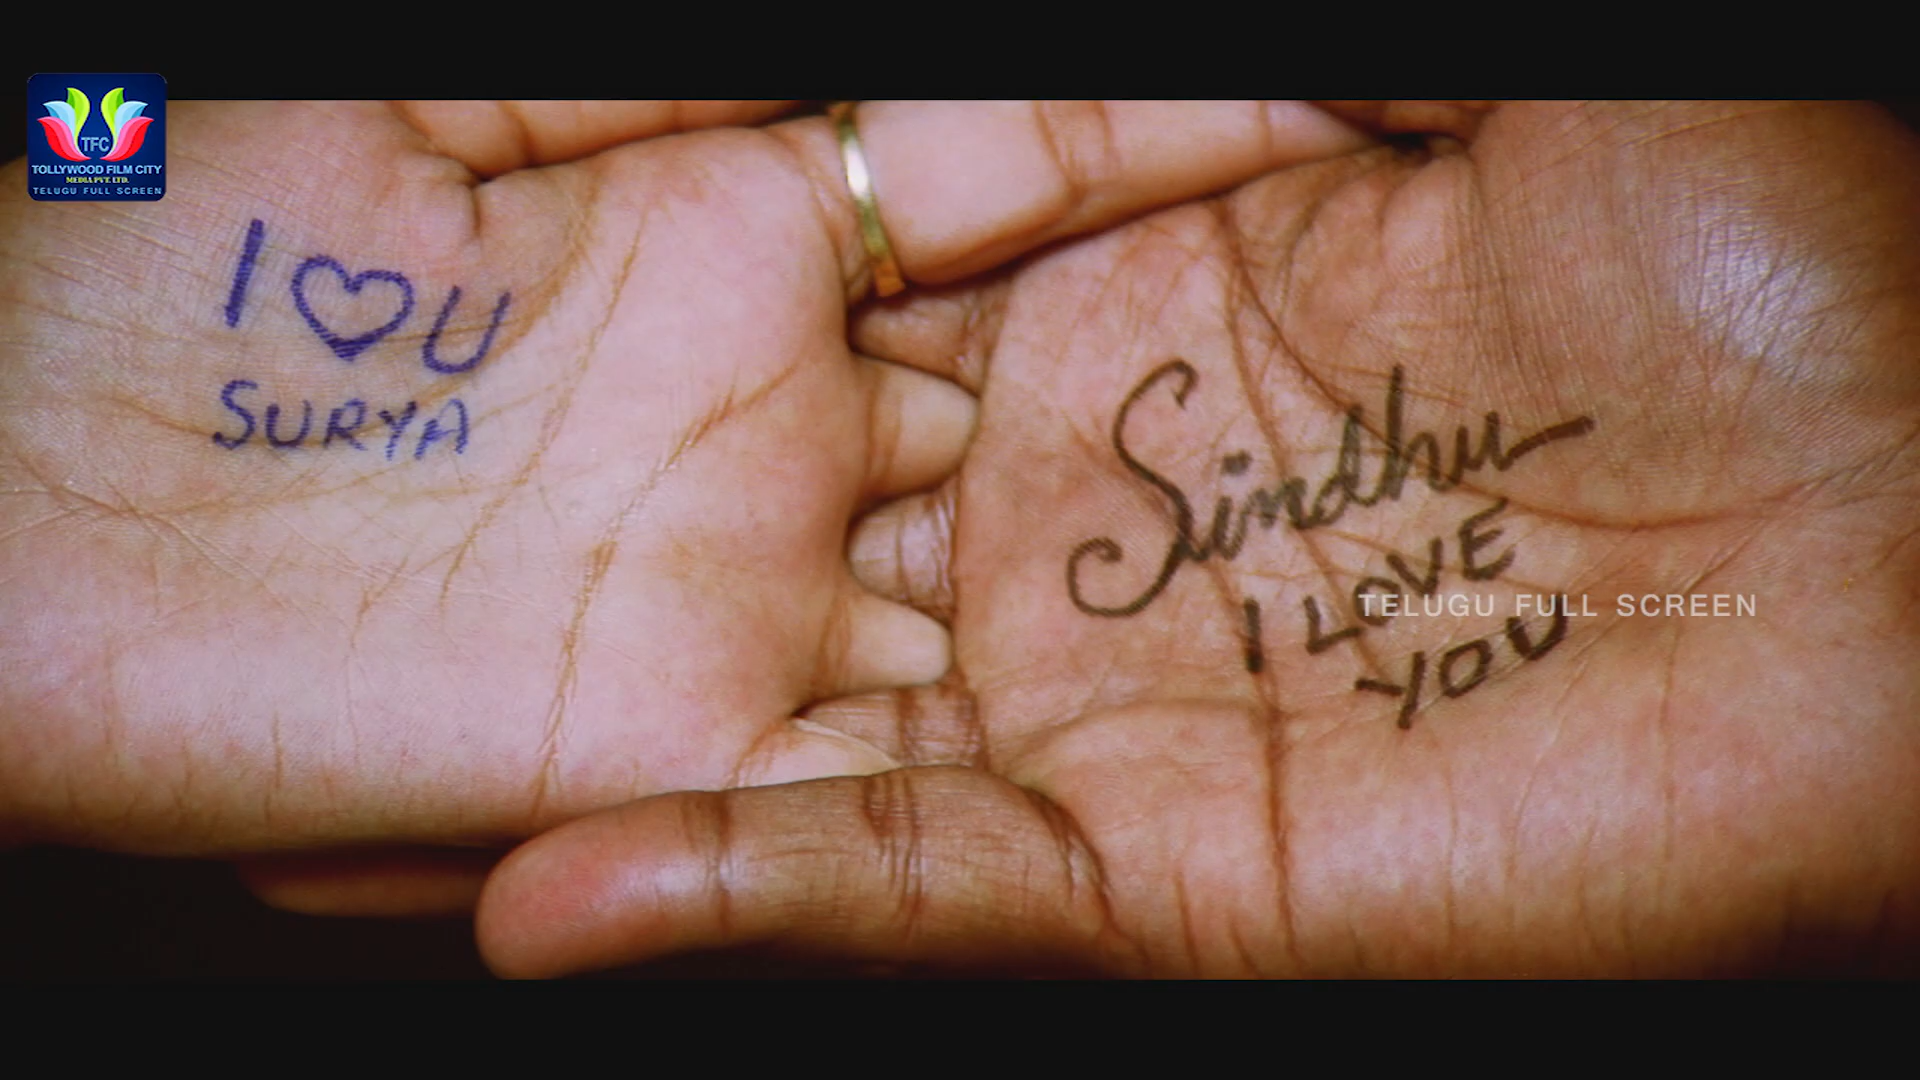 TFC
TOLLYWOOD FILM CITY
MEDIA PVT. LTD.
TELUGU FULL SCREEN
I ♡ U
SURYA
Sindhu
I LOVE
YOU
TELUGU FULL SCREEN